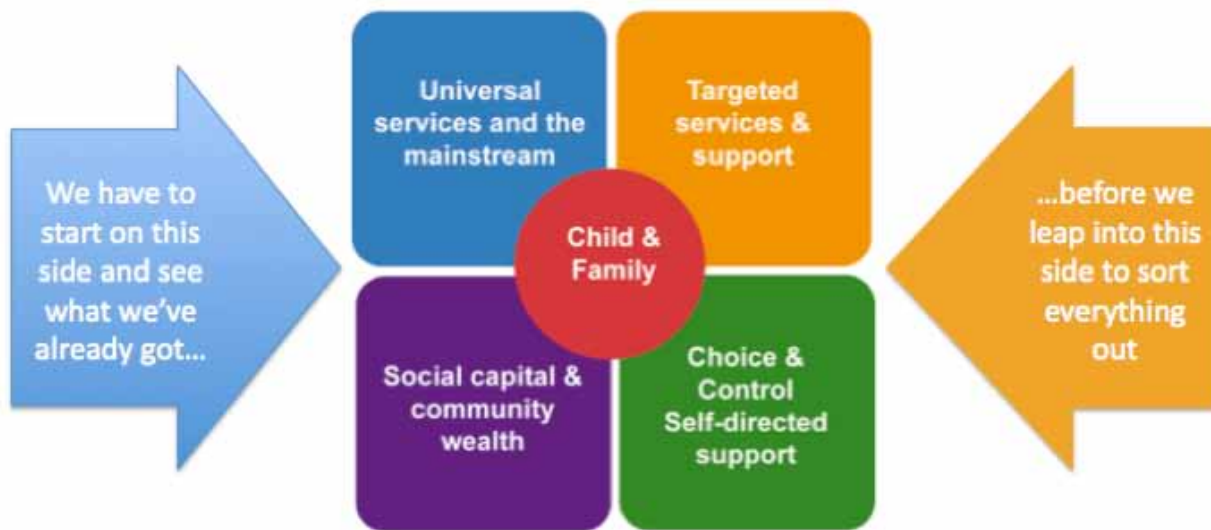 We have to
start on this
side and see
what we've
already got...
Universal
services and the
mainstream
Targeted
services &
support
Child &
Family
Social capital &
community
wealth
Choice &
Control
Self-directed
support
...before we
leap into this
side to sort
everything
out